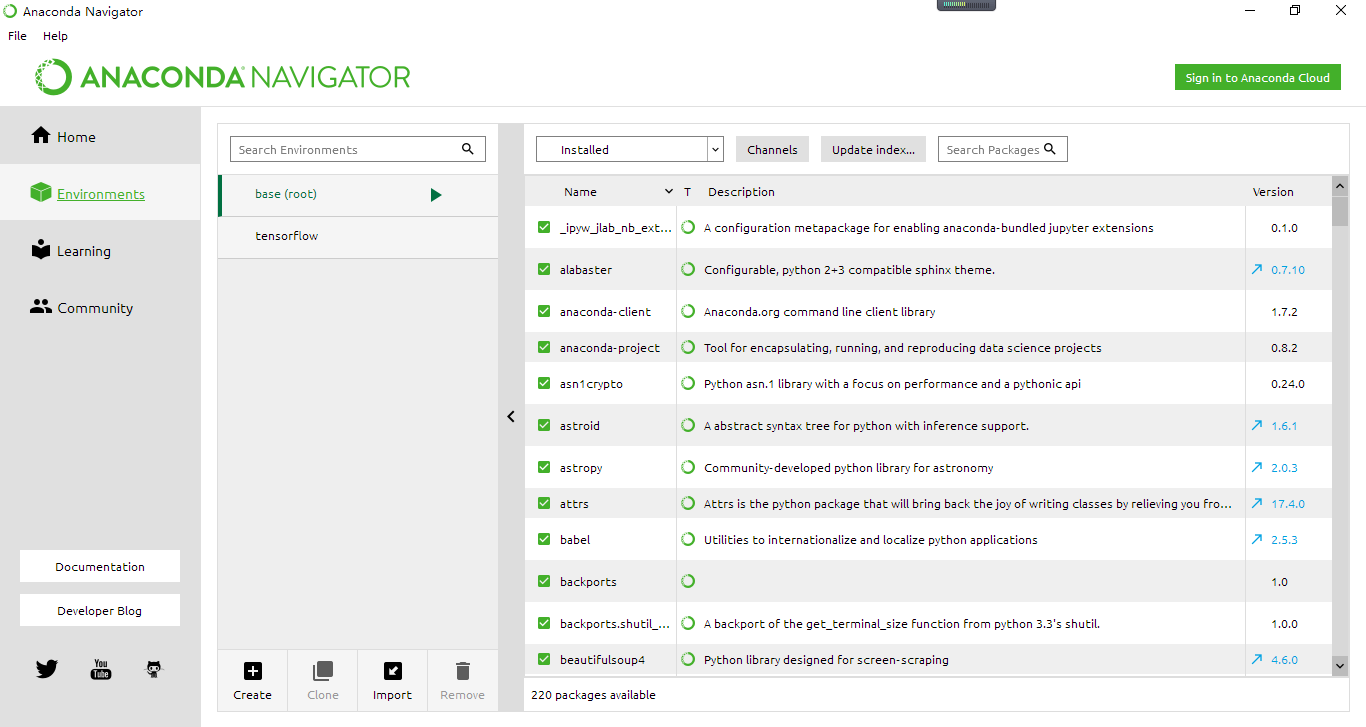 Anaconda Navigator
File Help
ANACONDA NAVIGATOR
Sign in to Anaconda Cloud
Home
Environments
Learning
Community
Documentation
Developer Blog
You Tube
Search Environments
base (root)
tensorflow
Create Clone Import Remove
Installed Channels Update index... Search Packages
Name T Description Version
_ipyw_jlab_nb_ext... A configuration metapackage for enabling anaconda-bundled jupyter extensions 0.1.0
alabaster Configurable, python 2+3 compatible sphinx theme. 0.7.10
anaconda-client Anaconda.org command line client library 1.7.2
anaconda-project Tool for encapsulating, running, and reproducing data science projects 0.8.2
asn1crypto Python asn.1 library with a focus on performance and a pythonic api 0.24.0
astroid A abstract syntax tree for python with inference support. 1.6.1
astropy Community-developed python library for astronomy 2.0.3
attrs Attrs is the python package that will bring back the joy of writing classes by relieving you fro... 17.4.0
babel Utilities to internationalize and localize python applications 2.5.3
backports 1.0
backports.shutil_... A backport of the get_terminal_size function from python 3.3's shutil. 1.0.0
beautifulsoup4 Python library designed for screen-scraping 4.6.0
220 packages available